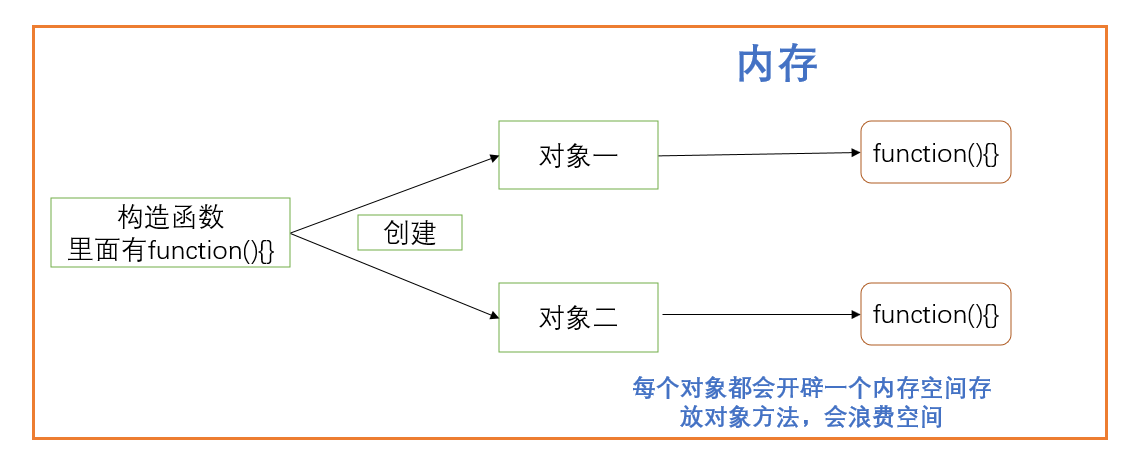 内存
对象一
function(){}
构造函数
里面有function(){}
创建
对象二
function(){}
每个对象都会开辟一个内存空间存
放对象方法，会浪费空间